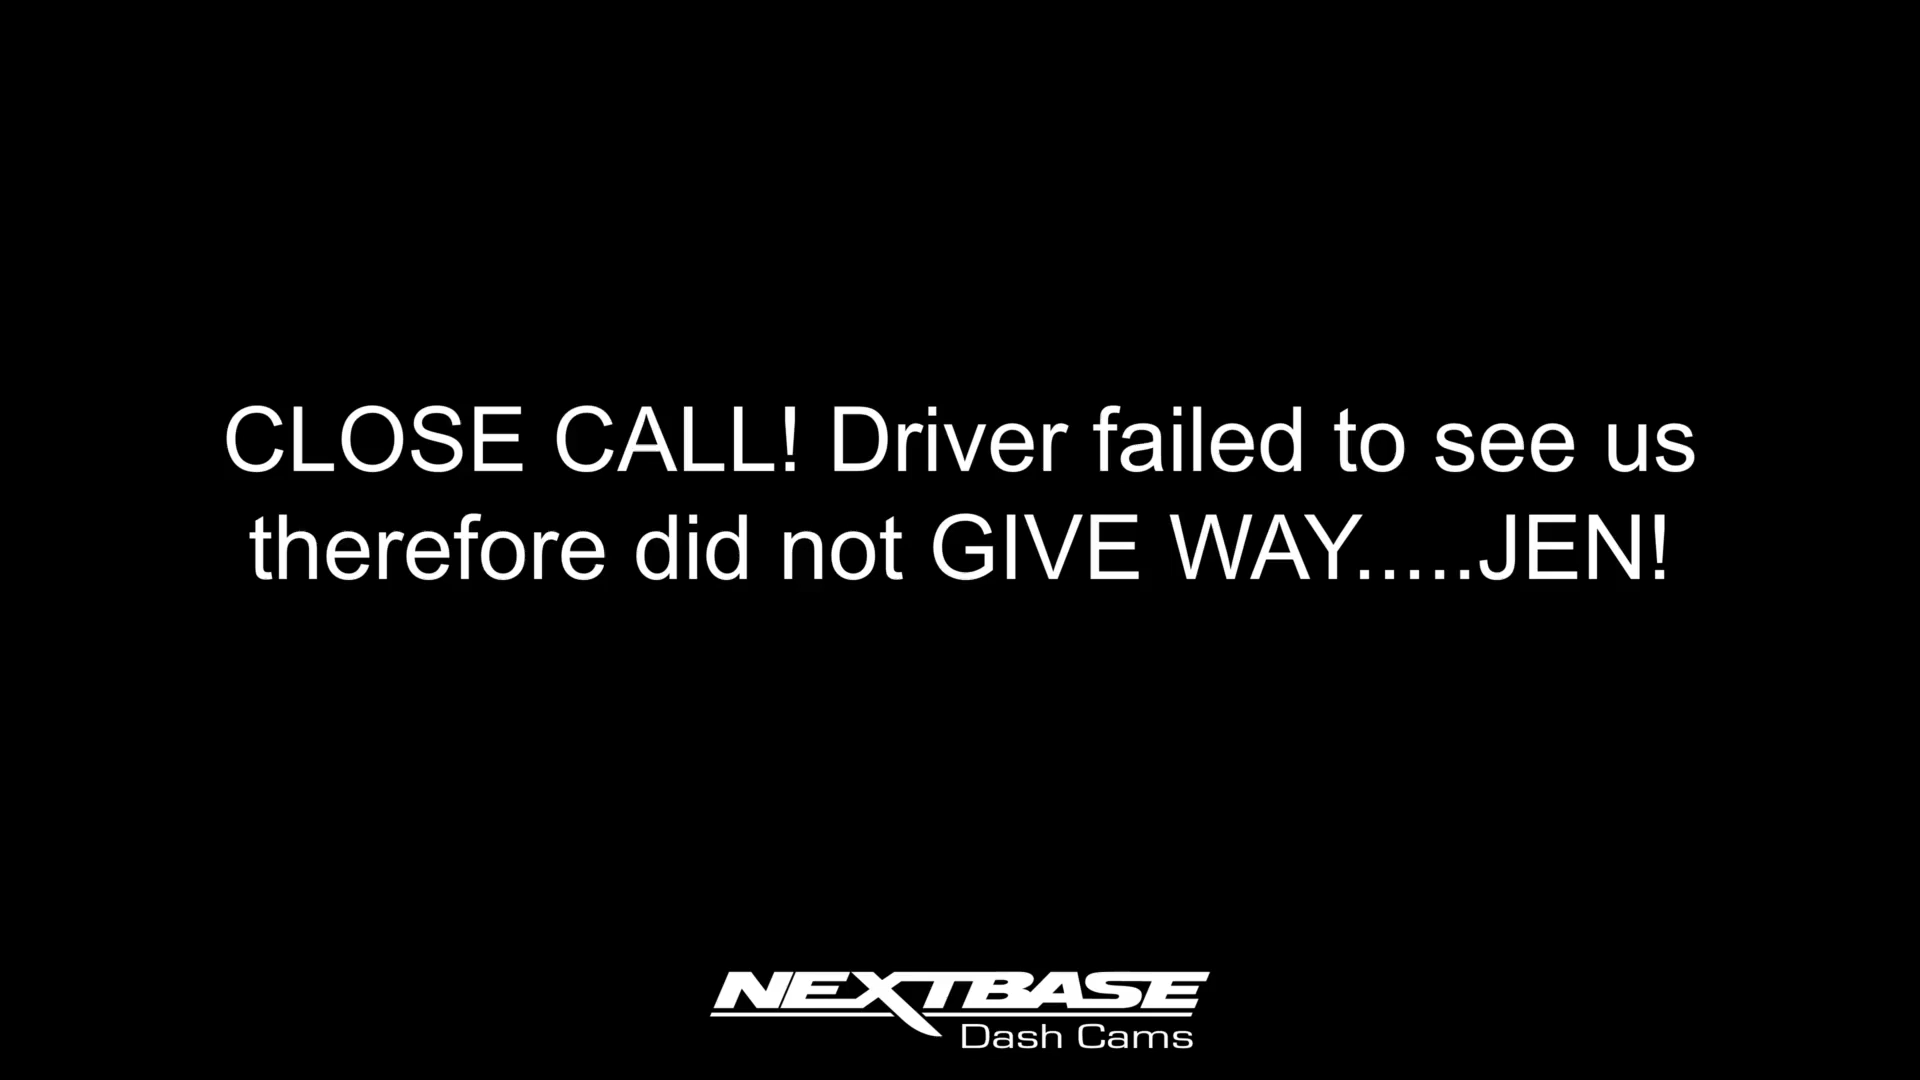 CLOSE CALL! Driver failed to see us
therefore did not GIVE WAY.....JEN!
NEXTBASE
Dash Cams